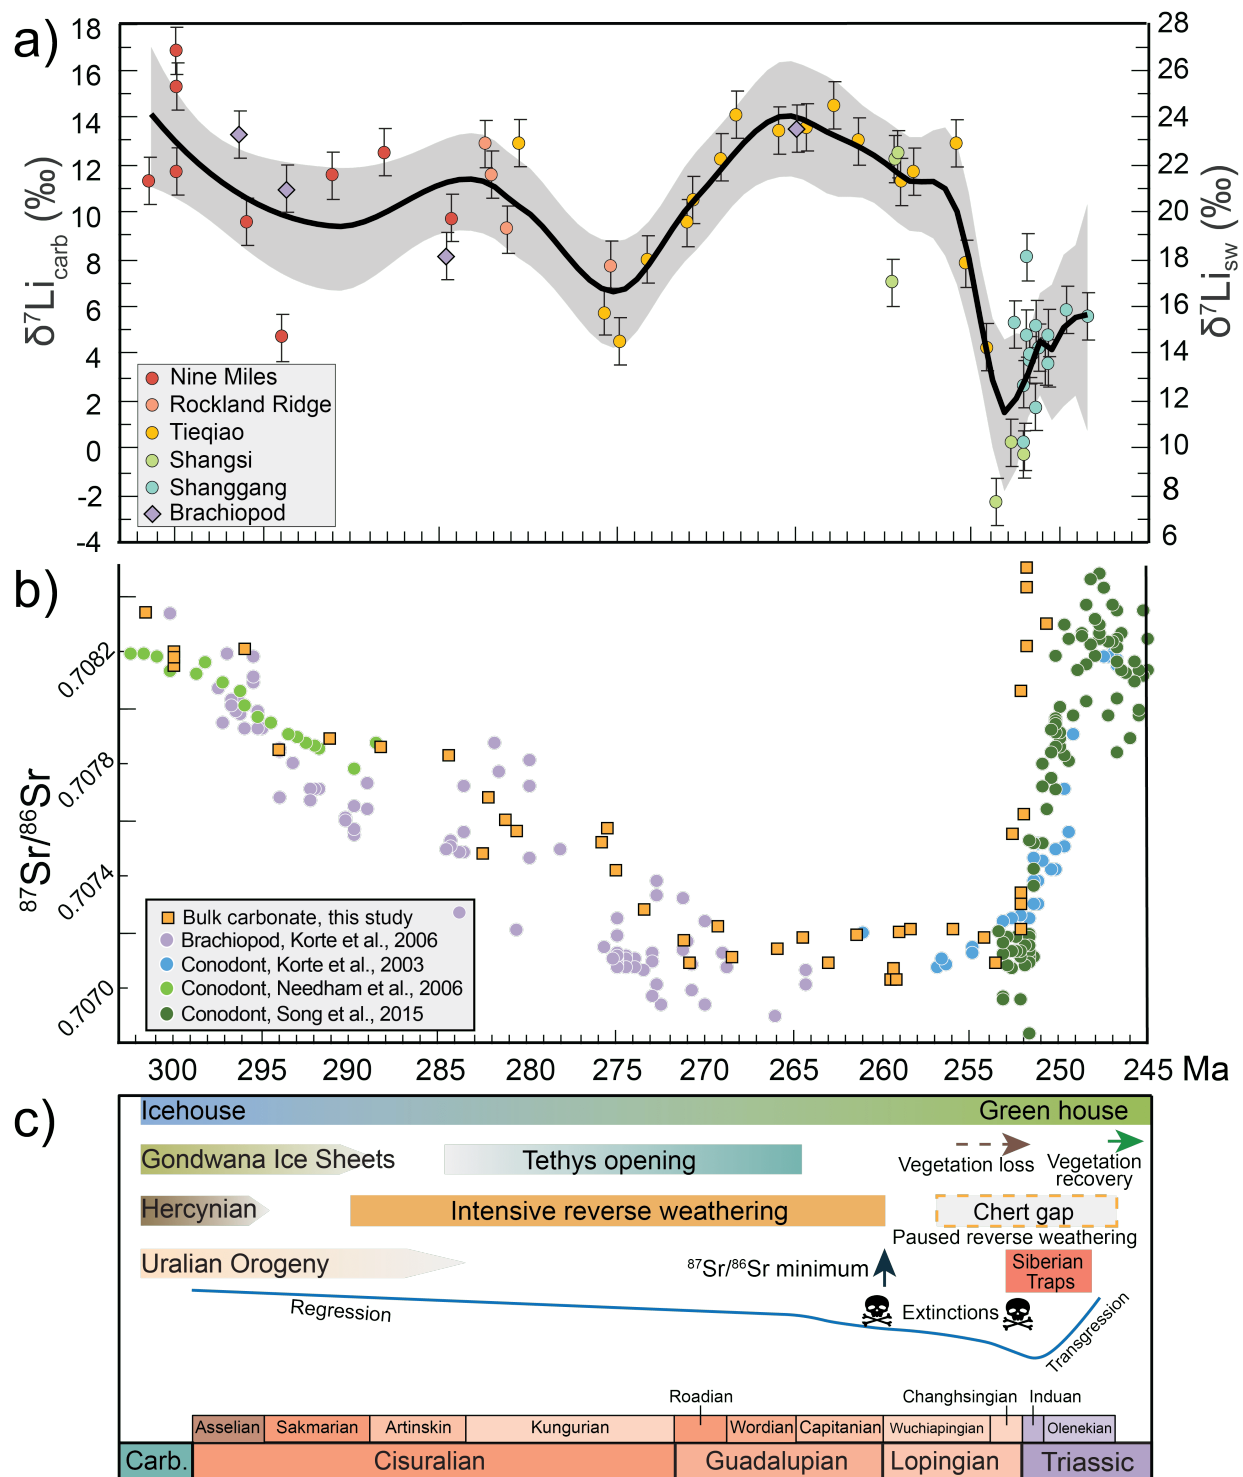 a)
18
16
14
12
10
8
6
4
2
0
-2
-4
δ⁷Li_carb (‰)
28
26
24
22
20
18
16
14
12
10
8
6
δ⁷Li_sw (‰)
Nine Miles
Rockland Ridge
Tieqiao
Shangsi
Shanggang
Brachiopod
b)
0.7082
0.7078
0.7074
0.7070
⁸⁷Sr/⁸⁶Sr
Bulk carbonate, this study
Brachiopod, Korte et al., 2006
Conodont, Korte et al., 2003
Conodont, Needham et al., 2006
Conodont, Song et al., 2015
300 295 290 285 280 275 270 265 260 255 250 245 Ma
c)
Icehouse Green house
Gondwana Ice Sheets Tethys opening
Vegetation loss
Vegetation
recovery
Hercynian Intensive reverse weathering Chert gap
Paused reverse weathering
Uralian Orogeny
⁸⁷Sr/⁸⁶Sr minimum
Siberian
Traps
Regression
Extinctions
Transgression
Roadian Changhsingian Induan
Asselian Sakmarian Artinskin Kungurian Wordian Capitanian Wuchiapingian Olenekian
Carb. Cisuralian Guadalupian Lopingian Triassic